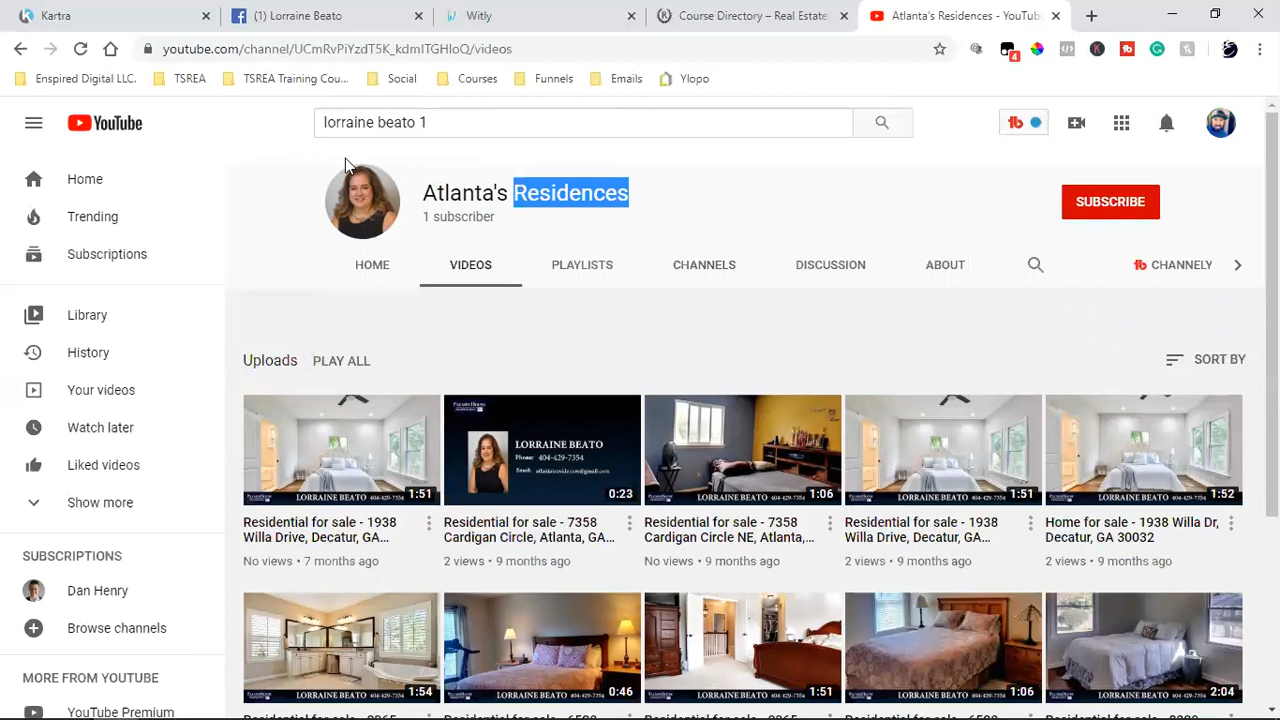 Kartra
(1) Lorraine Beato
Witly
Course Directory – Real Estate
Atlanta's Residences - YouTube
youtube.com/channel/UCmRvPiYzdT5K_kdmITGHIoQ/videos
4
Enspired Digital LLC.
TSREA
TSREA Training Cou...
Social
Courses
Funnels
Emails
Ylopo
YouTube
lorraine beato 1
tb
Home
Trending
Subscriptions
Library
History
Your videos
Watch later
Liked videos
Show more
SUBSCRIPTIONS
Dan Henry
Browse channels
MORE FROM YOUTUBE
YouTube Premium
Atlanta's Residences
1 subscriber
SUBSCRIBE
HOME
VIDEOS
PLAYLISTS
CHANNELS
DISCUSSION
ABOUT
tb CHANNELY
Uploads
PLAY ALL
SORT BY
LORRAINE BEATO 404-429-7354
1:51
Residential for sale - 1938
Willa Drive, Decatur, GA...
No views • 7 months ago
LORRAINE BEATO
Phone: 404-429-7354
0:23
Residential for sale - 7358
Cardigan Circle, Atlanta, GA...
2 views • 9 months ago
LORRAINE BEATO 404-429-7354
1:06
Residential for sale - 7358
Cardigan Circle NE, Atlanta,...
No views • 9 months ago
LORRAINE BEATO 404-429-7354
1:51
Residential for sale - 1938
Willa Drive, Decatur, GA...
2 views • 9 months ago
LORRAINE BEATO 404-429-7354
1:52
Home for sale - 1938 Willa Dr,
Decatur, GA 30032
2 views • 9 months ago
LORRAINE BEATO 404-429-7354
1:54
LORRAINE BEATO 404-429-7354
0:46
LORRAINE BEATO 404-429-7354
1:51
LORRAINE BEATO 404-429-7354
1:06
LORRAINE BEATO 404-429-7354
2:04